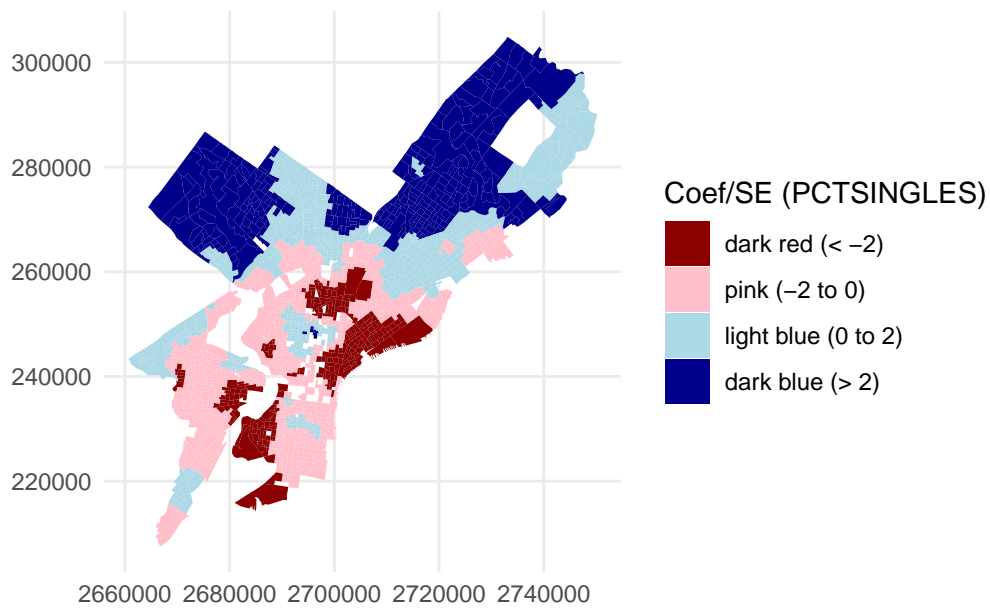 300000
280000
260000
240000
220000
2660000 2680000 2700000 2720000 2740000
Coef/SE (PCTSINGLES)
dark red (< −2)
pink (−2 to 0)
light blue (0 to 2)
dark blue (> 2)